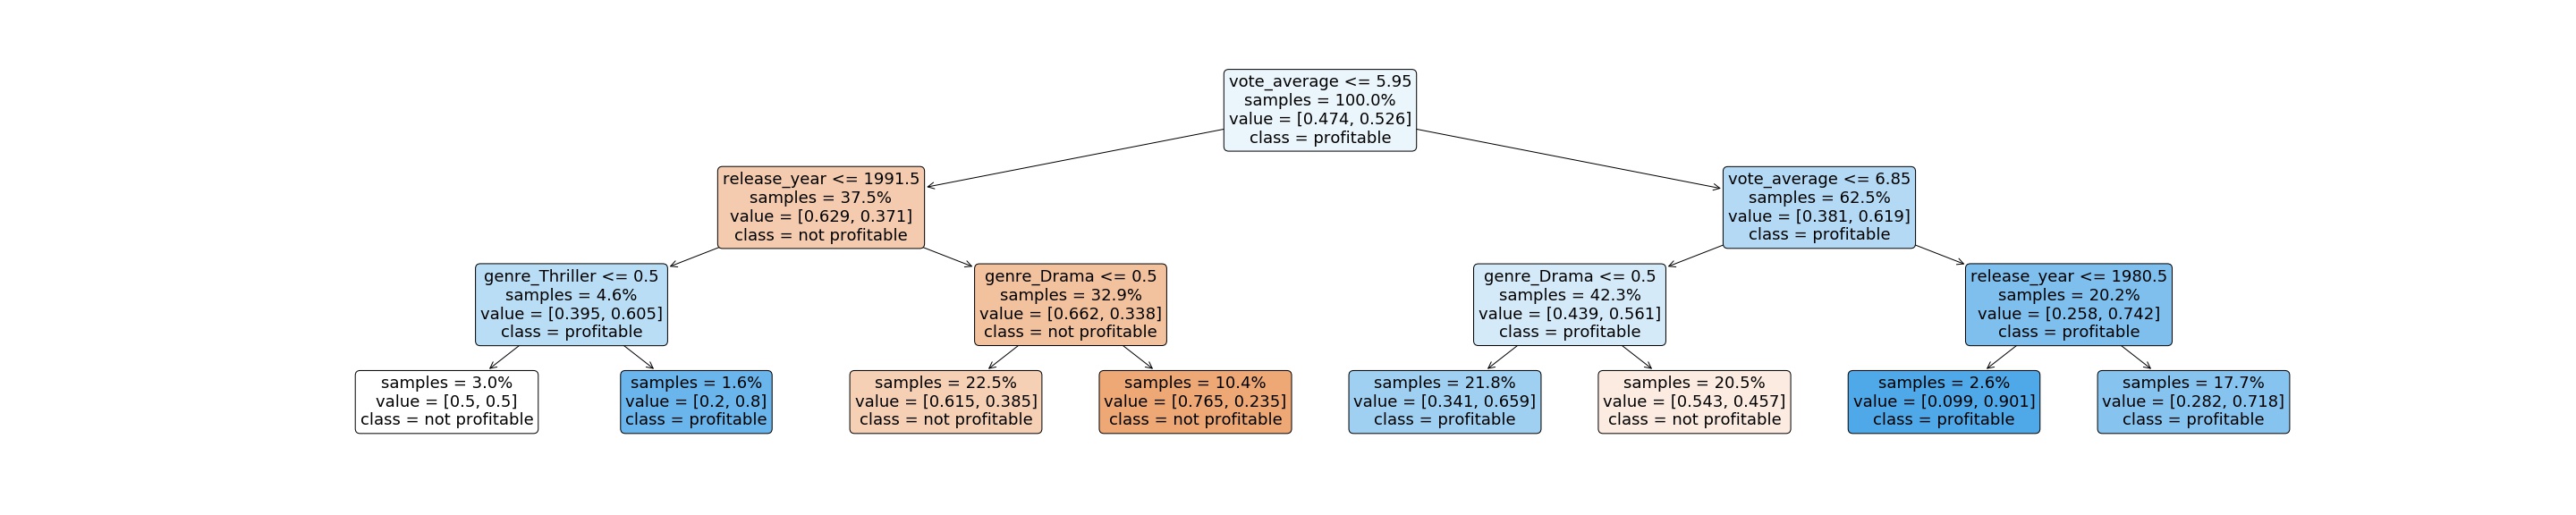 vote_average <= 5.95
samples = 100.0%
value = [0.474, 0.526]
class = profitable
release_year <= 1991.5
samples = 37.5%
value = [0.629, 0.371]
class = not profitable
vote_average <= 6.85
samples = 62.5%
value = [0.381, 0.619]
class = profitable
genre_Thriller <= 0.5
samples = 4.6%
value = [0.395, 0.605]
class = profitable
genre_Drama <= 0.5
samples = 32.9%
value = [0.662, 0.338]
class = not profitable
genre_Drama <= 0.5
samples = 42.3%
value = [0.439, 0.561]
class = profitable
release_year <= 1980.5
samples = 20.2%
value = [0.258, 0.742]
class = profitable
samples = 3.0%
value = [0.5, 0.5]
class = not profitable
samples = 1.6%
value = [0.2, 0.8]
class = profitable
samples = 22.5%
value = [0.615, 0.385]
class = not profitable
samples = 10.4%
value = [0.765, 0.235]
class = not profitable
samples = 21.8%
value = [0.341, 0.659]
class = profitable
samples = 20.5%
value = [0.543, 0.457]
class = not profitable
samples = 2.6%
value = [0.099, 0.901]
class = profitable
samples = 17.7%
value = [0.282, 0.718]
class = profitable